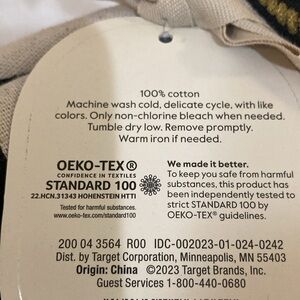 100% cotton
Machine wash cold, delicate cycle, with like
colors. Only non-chlorine bleach when needed.
Tumble dry low. Remove promptly.
Warm iron if needed.
OEKO-TEX®
CONFIDENCE IN TEXTILES
STANDARD 100
22.HCN.31343 HOHENSTEIN HTTI
Tested for harmful substances.
www.oeko-tex.com/standard100
We made it better.
To keep you safe from harmful
substances, this product has
been independently tested to
strict STANDARD 100 by
OEKO-TEX® guidelines.
200 04 3564 R00 IDC-002023-01-024-0242
Dist. by Target Corporation, Minneapolis, MN 55403
Origin: China ©2023 Target Brands, Inc.
Guest Services 1-800-440-0680